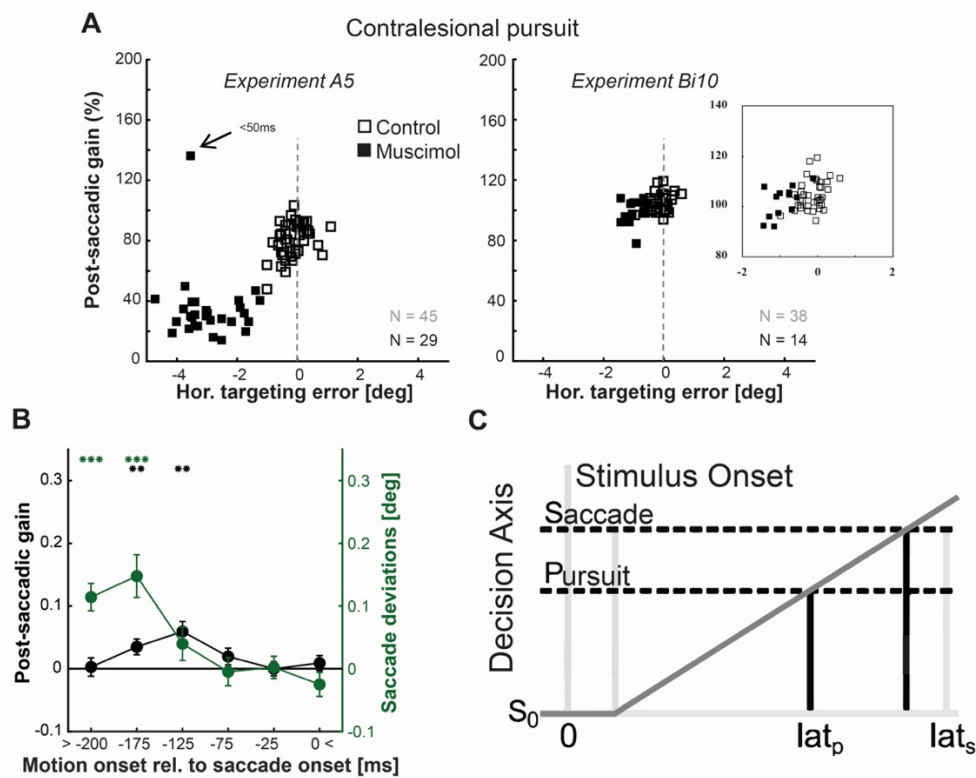 A
Contralesional pursuit
Post-saccadic gain (%)
200
160
120
80
40
0
Experiment A5
<50ms
Control
Muscimol
N = 45
N = 29
-4
-2
0
2
4
Hor. targeting error [deg]
200
160
120
80
40
0
Experiment Bi10
N = 38
N = 14
-4
-2
0
2
4
Hor. targeting error [deg]
140
120
100
80
-2
0
2
B
Post-saccadic gain
0.3
0.2
0.1
0
-0.1
*** ***
** **
0.3
0.2
0.1
0
-0.1
Saccade deviations [deg]
> -200 -175 -125 -75 -25 0 <
Motion onset rel. to saccade onset [ms]
C
Decision Axis
Stimulus Onset
Saccade
Pursuit
S0
0
latp
lats